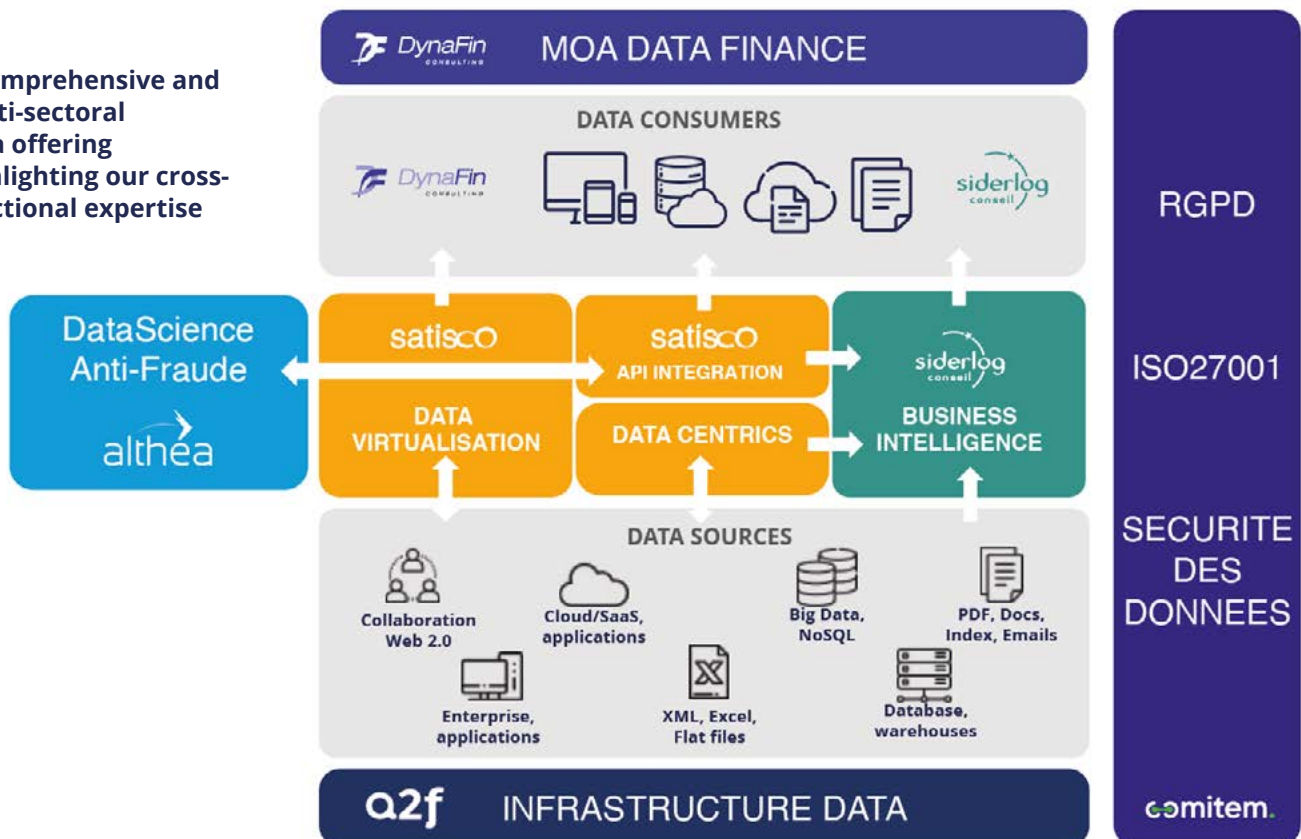 mprehensive and
ti-sectoral
offering
lighting our cross-
ctional expertise
DynaFin
CONSULTING
MOA DATA FINANCE
DATA CONSUMERS
DynaFin
CONSULTING
siderlog
conseil
DataScience
Anti-Fraude
althéa
satisco
DATA
VIRTUALISATION
satisco
API INTEGRATION
DATA CENTRICS
siderlog
conseil
BUSINESS
INTELLIGENCE
DATA SOURCES
Collaboration
Web 2.0
Cloud/SaaS,
applications
Big Data,
NoSQL
PDF, Docs,
Index, Emails
Enterprise,
applications
XML, Excel,
Flat files
Database,
warehouses
a2f
INFRASTRUCTURE DATA
RGPD
ISO27001
SECURITE
DES
DONNEES
comitem.